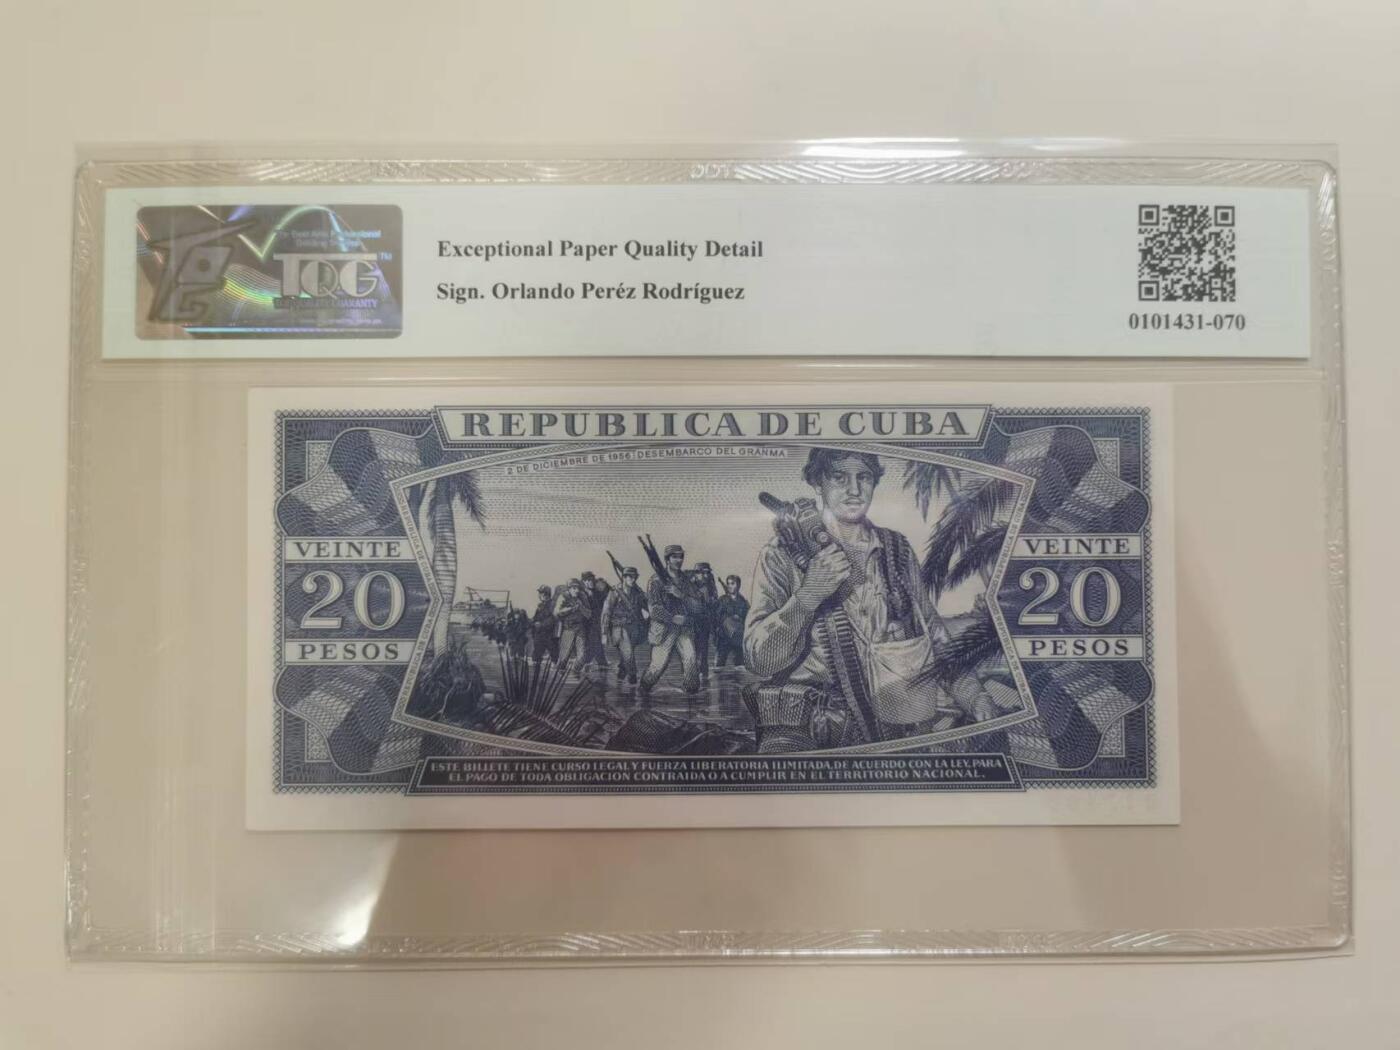 TQG
TM
Exceptional Paper Quality Detail
Sign. Orlando Peréz Rodríguez
0101431-070
REPUBLICA DE CUBA
2 DE DICIEMBRE DE 1956: DESEMBARCO DEL GRANMA
VEINTE
20
PESOS
VEINTE
20
PESOS
ESTE BILLETE TIENE CURSO LEGAL Y FUERZA LIBERATORIA ILIMITADA, DE ACUERDO CON LA LEY, PARA
EL PAGO DE TODA OBLIGACION CONTRAIDA O A CUMPLIR EN EL TERRITORIO NACIONAL.